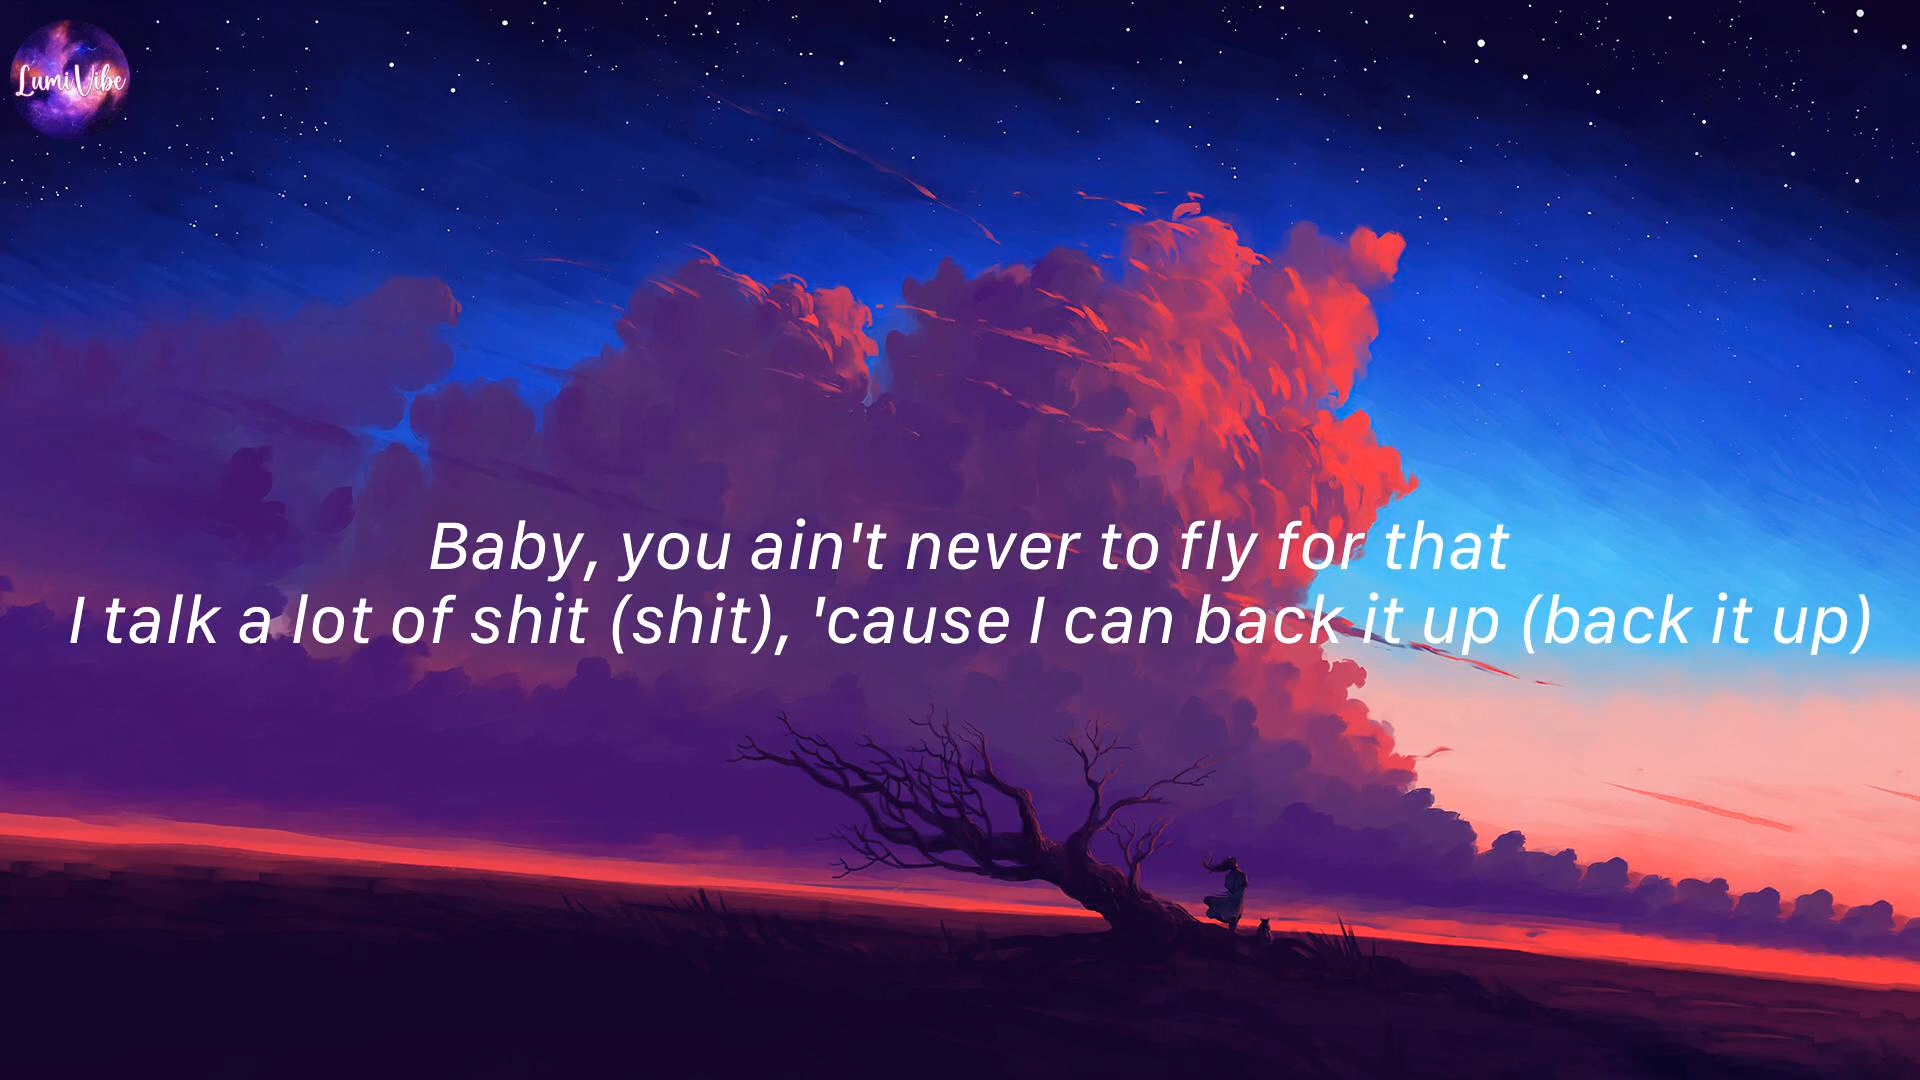 LumiVibe
Baby, you ain't never to fly for that
I talk a lot of shit (shit), 'cause I can back it up (back it up)